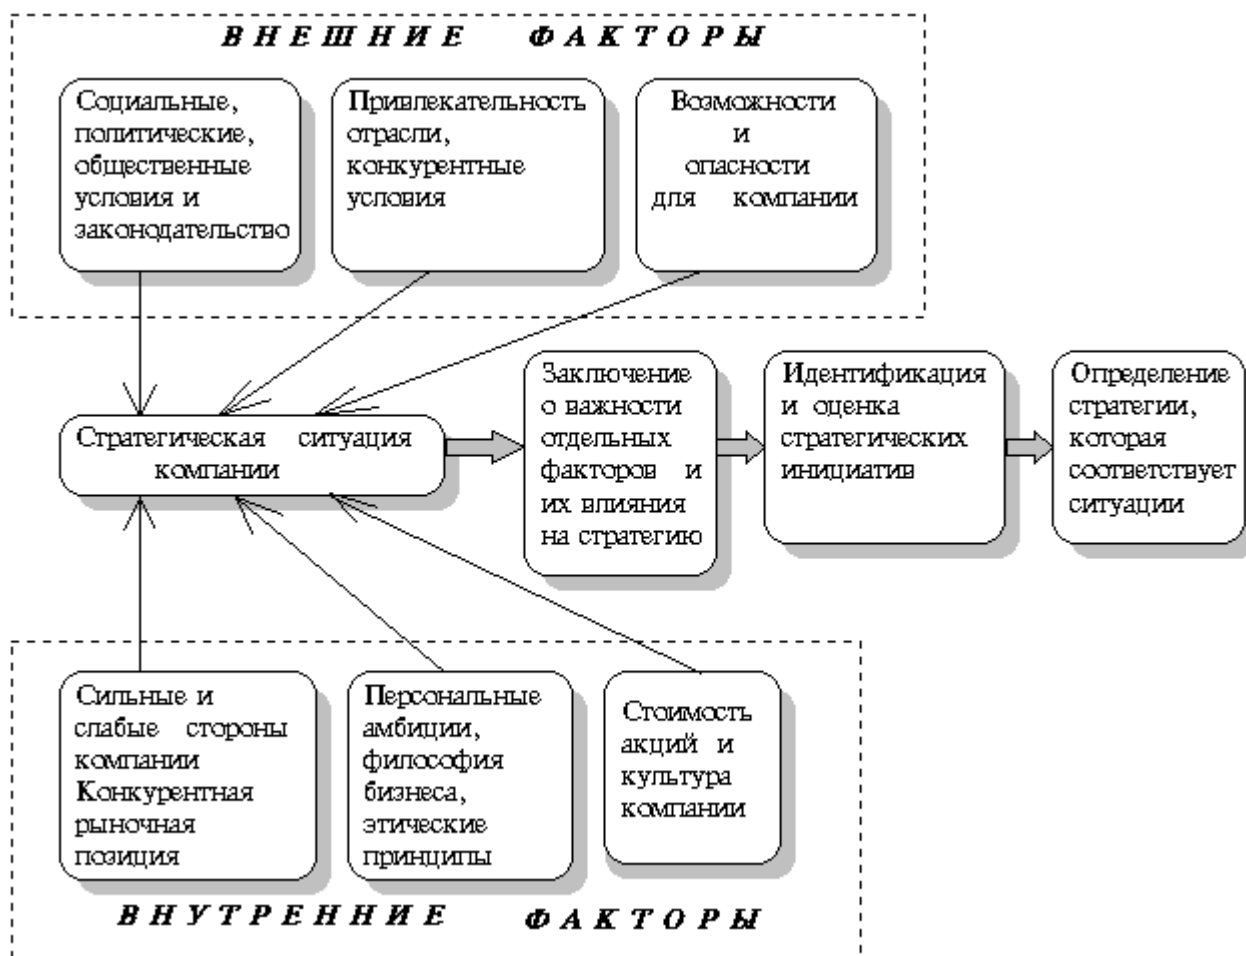 ВНЕШНИЕ ФАКТОРЫ
Социальные,
политические,
общественные
условия и
законодательство
Привлекательность
отрасли,
конкурентные
условия
Возможности
и
опасности
для компании
Стратегическая ситуация
компании
Заключение
о важности
отдельных
факторов и
их влияния
на стратегию
Идентификация
и оценка
стратегических
инициатив
Определение
стратегии,
которая
соответствует
ситуации
Сильные и
слабые стороны
компании
Конкурентная
рыночная
позиция
Персональные
амбиции,
философия
бизнеса,
этические
принципы
Стоимость
акций и
культура
компании
ВНУТРЕННИЕ ФАКТОРЫ